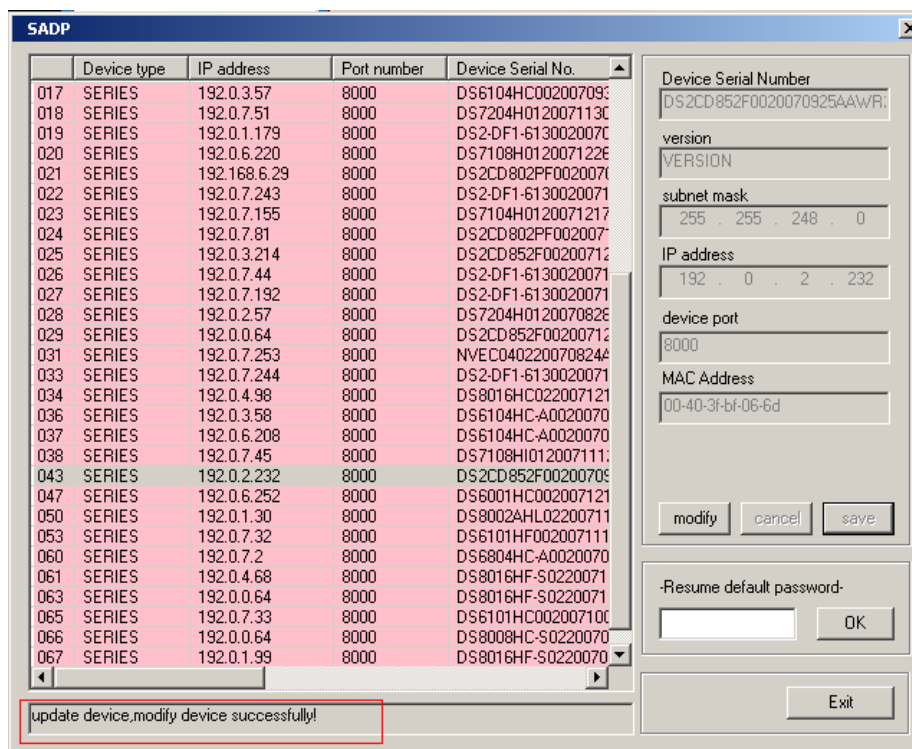 SADP
Device type IP address Port number Device Serial No.
017 SERIES 192.0.3.57 8000 DS6104HC002007093
018 SERIES 192.0.7.51 8000 DS7204H0120071130
019 SERIES 192.0.1.179 8000 DS2-DF1-613002007
020 SERIES 192.0.6.220 8000 DS7108H0120071226
021 SERIES 192.168.6.29 8000 DS2CD802PF002007
022 SERIES 192.0.7.243 8000 DS2-DF1-6130020071
023 SERIES 192.0.7.155 8000 DS7104H0120071217
024 SERIES 192.0.7.81 8000 DS2CD802PF002007
025 SERIES 192.0.3.214 8000 DS2CD852F00200712
026 SERIES 192.0.7.44 8000 DS2-DF1-6130020071
027 SERIES 192.0.7.192 8000 DS2-DF1-6130020071
028 SERIES 192.0.2.57 8000 DS7204H0120070828
029 SERIES 192.0.0.64 8000 DS2CD852F00200712
031 SERIES 192.0.7.253 8000 NVEC040220070824A
033 SERIES 192.0.7.244 8000 DS2-DF1-6130020071
034 SERIES 192.0.4.98 8000 DS8016HC022007121
036 SERIES 192.0.3.58 8000 DS6104HC-A0020070
037 SERIES 192.0.6.208 8000 DS6104HC-A0020070
038 SERIES 192.0.7.45 8000 DS7108HI012007111
043 SERIES 192.0.2.232 8000 DS2CD852F0020070
047 SERIES 192.0.6.252 8000 DS6001HC002007121
050 SERIES 192.0.1.30 8000 DS8002AHL02200711
053 SERIES 192.0.7.32 8000 DS6101HF002007111
060 SERIES 192.0.7.2 8000 DS6804HC-A0020070
061 SERIES 192.0.4.68 8000 DS8016HF-S0220071
063 SERIES 192.0.0.64 8000 DS8016HF-S0220071
065 SERIES 192.0.7.33 8000 DS6101HC00200710
066 SERIES 192.0.0.64 8000 DS8008HC-S0220070
067 SERIES 192.0.1.99 8000 DS8016HF-S0220070
update device,modify device successfully!
Device Serial Number
DS2CD852F0020070925AAWR
version
VERSION
subnet mask
255 . 255 . 248 . 0
IP address
192 . 0 . 2 . 232
device port
8000
MAC Address
00-40-3f-bf-06-6d
modify cancel save
-Resume default password-
OK
Exit